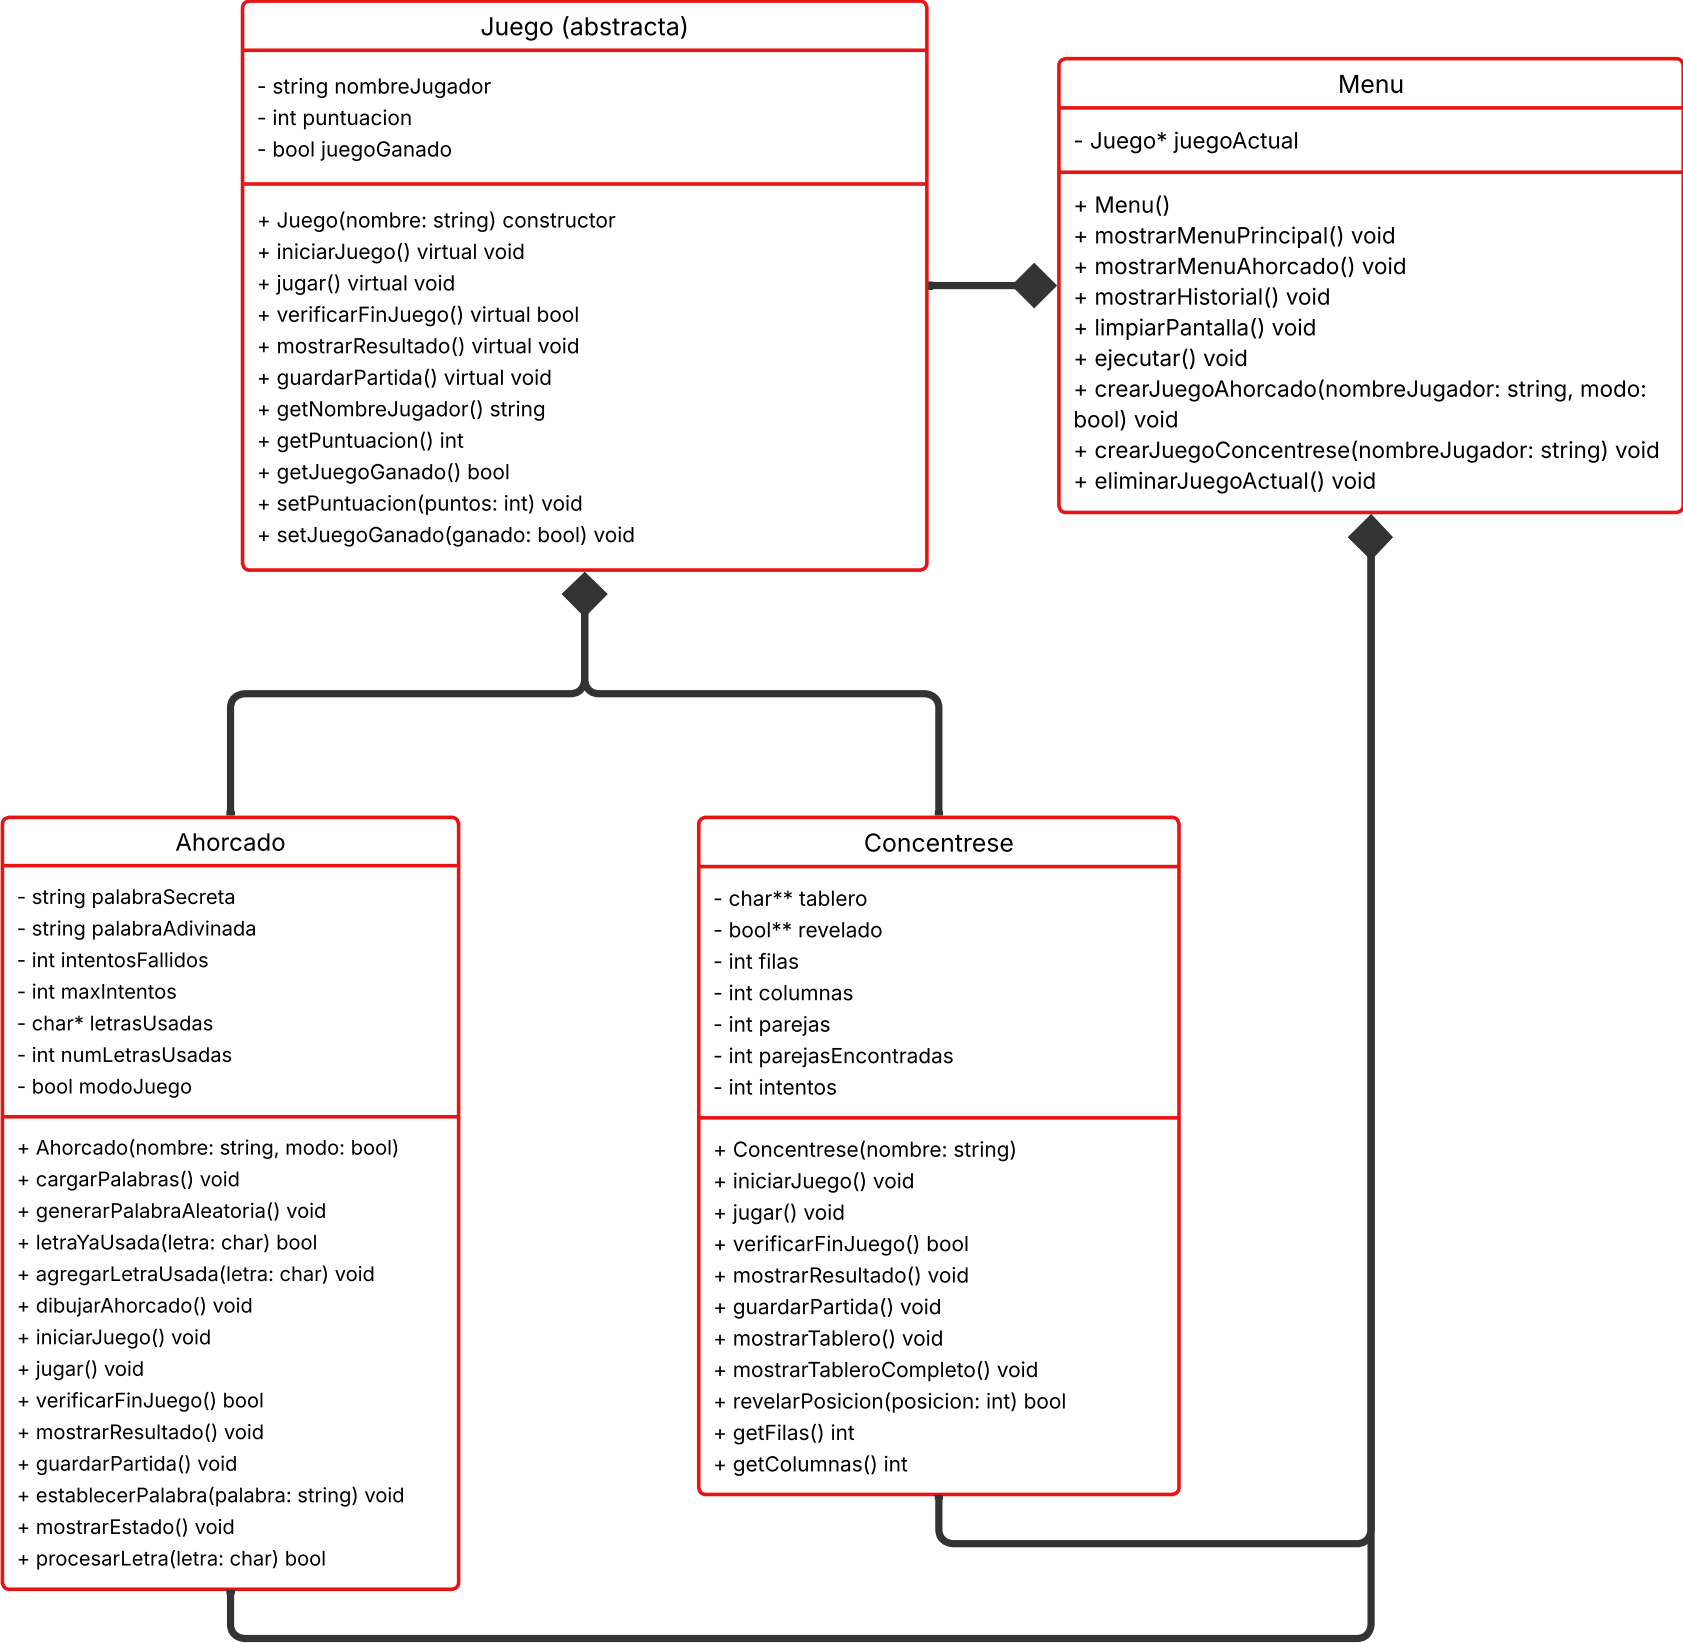 Juego (abstracta)
- string nombreJugador
- int puntuacion
- bool juegoGanado
+ Juego(nombre: string) constructor
+ iniciarJuego() virtual void
+ jugar() virtual void
+ verificarFinJuego() virtual bool
+ mostrarResultado() virtual void
+ guardarPartida() virtual void
+ getNombreJugador() string
+ getPuntuacion() int
+ getJuegoGanado() bool
+ setPuntuacion(puntos: int) void
+ setJuegoGanado(ganado: bool) void
Menu
- Juego* juegoActual
+ Menu()
+ mostrarMenuPrincipal() void
+ mostrarMenuAhorcado() void
+ mostrarHistorial() void
+ limpiarPantalla() void
+ ejecutar() void
+ crearJuegoAhorcado(nombreJugador: string, modo:
bool) void
+ crearJuegoConcentrese(nombreJugador: string) void
+ eliminarJuegoActual() void
Ahorcado
- string palabraSecreta
- string palabraAdivinada
- int intentosFallidos
- int maxIntentos
- char* letrasUsadas
- int numLetrasUsadas
- bool modoJuego
+ Ahorcado(nombre: string, modo: bool)
+ cargarPalabras() void
+ generarPalabraAleatoria() void
+ letraYaUsada(letra: char) bool
+ agregarLetraUsada(letra: char) void
+ dibujarAhorcado() void
+ iniciarJuego() void
+ jugar() void
+ verificarFinJuego() bool
+ mostrarResultado() void
+ guardarPartida() void
+ establecerPalabra(palabra: string) void
+ mostrarEstado() void
+ procesarLetra(letra: char) bool
Concentrese
- char** tablero
- bool** revelado
- int filas
- int columnas
- int parejas
- int parejasEncontradas
- int intentos
+ Concentrese(nombre: string)
+ iniciarJuego() void
+ jugar() void
+ verificarFinJuego() bool
+ mostrarResultado() void
+ guardarPartida() void
+ mostrarTablero() void
+ mostrarTableroCompleto() void
+ revelarPosicion(posicion: int) bool
+ getFilas() int
+ getColumnas() int